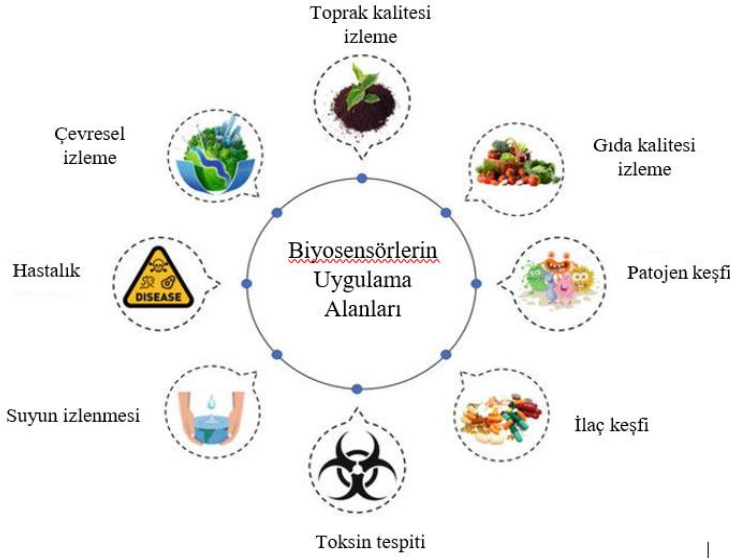 Toprak kalitesi
izleme
Çevresel
izleme
Gıda kalitesi
izleme
Biyosensörlerin
Uygulama
Alanları
Hastalık
DISEASE
Patojen keşfi
Suyun izlenmesi
İlaç keşfi
Toksin tespiti